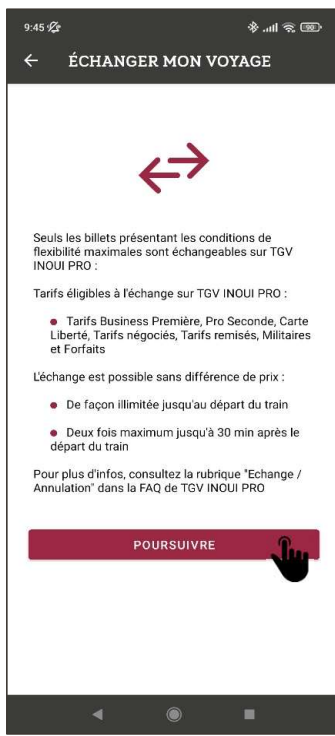 9:45
90
ÉCHANGER MON VOYAGE
Seuls les billets présentant les conditions de
flexibilité maximales sont échangeables sur TGV
INOUI PRO :
Tarifs éligibles à l'échange sur TGV INOUI PRO :
● Tarifs Business Première, Pro Seconde, Carte
Liberté, Tarifs négociés, Tarifs remisés, Militaires
et Forfaits
L'échange est possible sans différence de prix :
● De façon illimitée jusqu'au départ du train
● Deux fois maximum jusqu'à 30 min après le
départ du train
Pour plus d'infos, consultez la rubrique "Echange /
Annulation" dans la FAQ de TGV INOUI PRO
POURSUIVRE